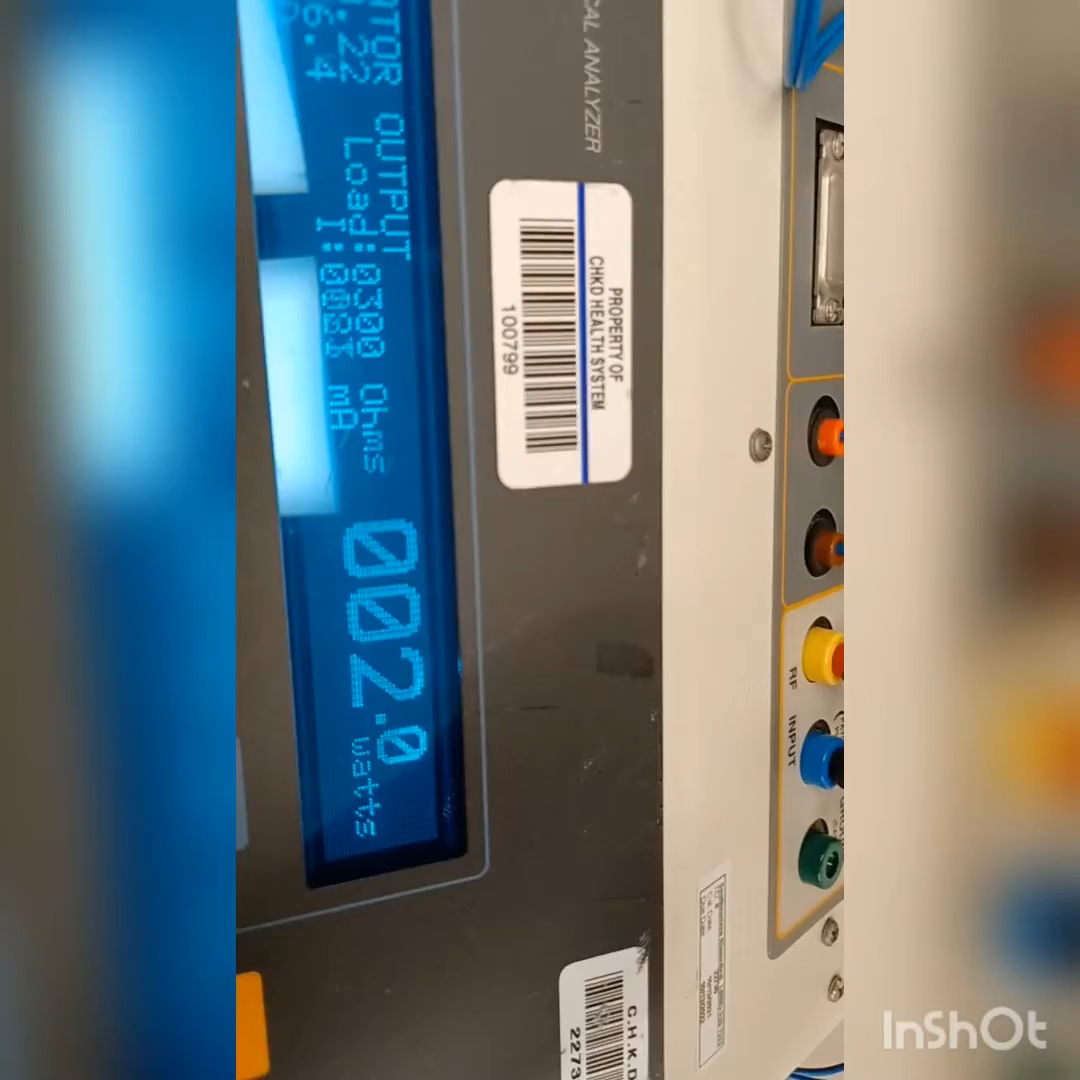 CAL ANALYZER
TOR OUTPUT
.22 Load:0300 Ohms
6.4 I:008 mA
002.0 watts
PROPERTY OF
CHKD HEALTH SYSTEM
100799
RF INPUT
C.H.K.D
2273
InShOt